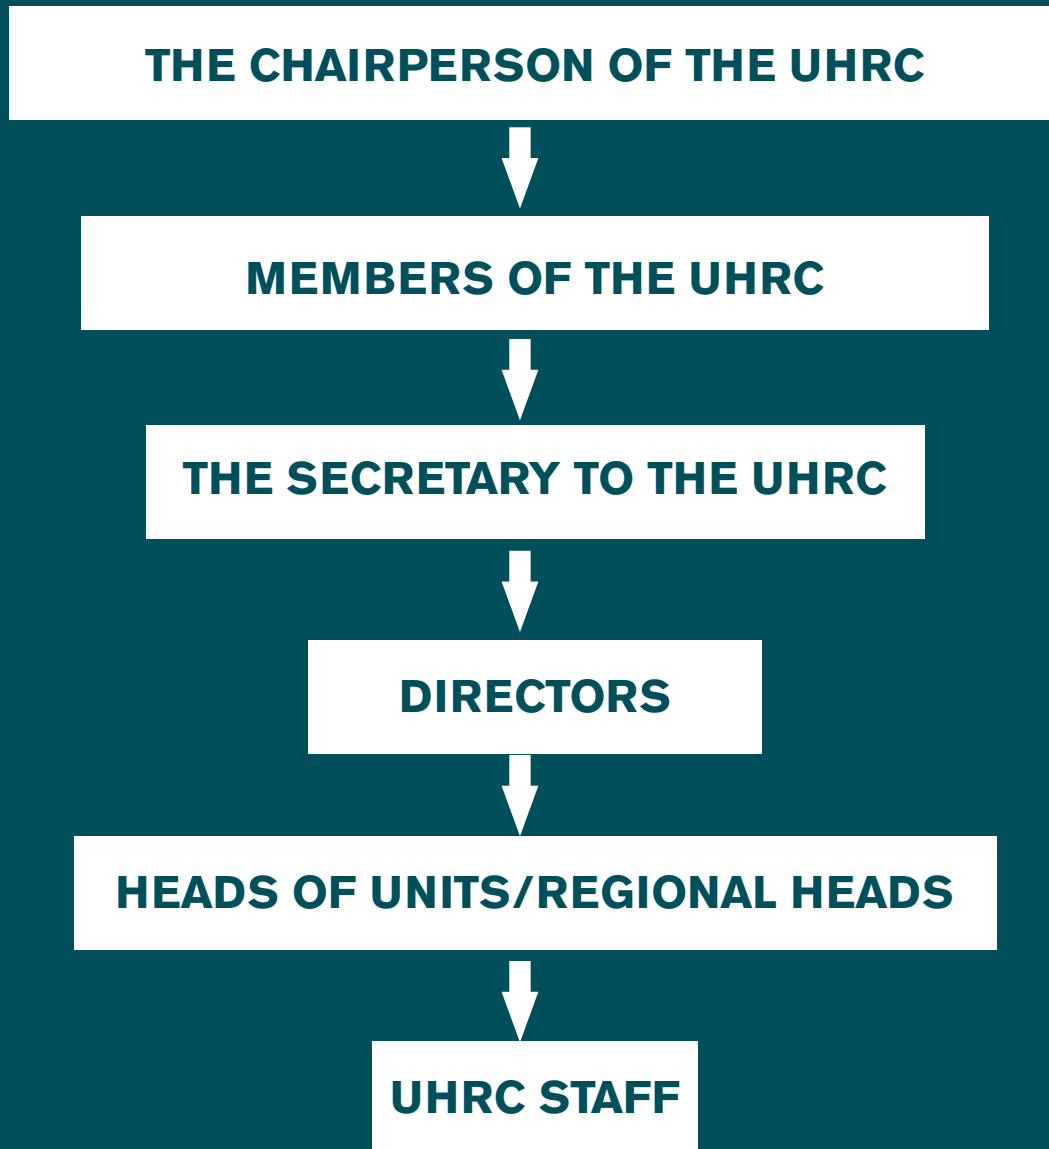 THE CHAIRPERSON OF THE UHRC
MEMBERS OF THE UHRC
THE SECRETARY TO THE UHRC
DIRECTORS
HEADS OF UNITS/REGIONAL HEADS
UHRC STAFF